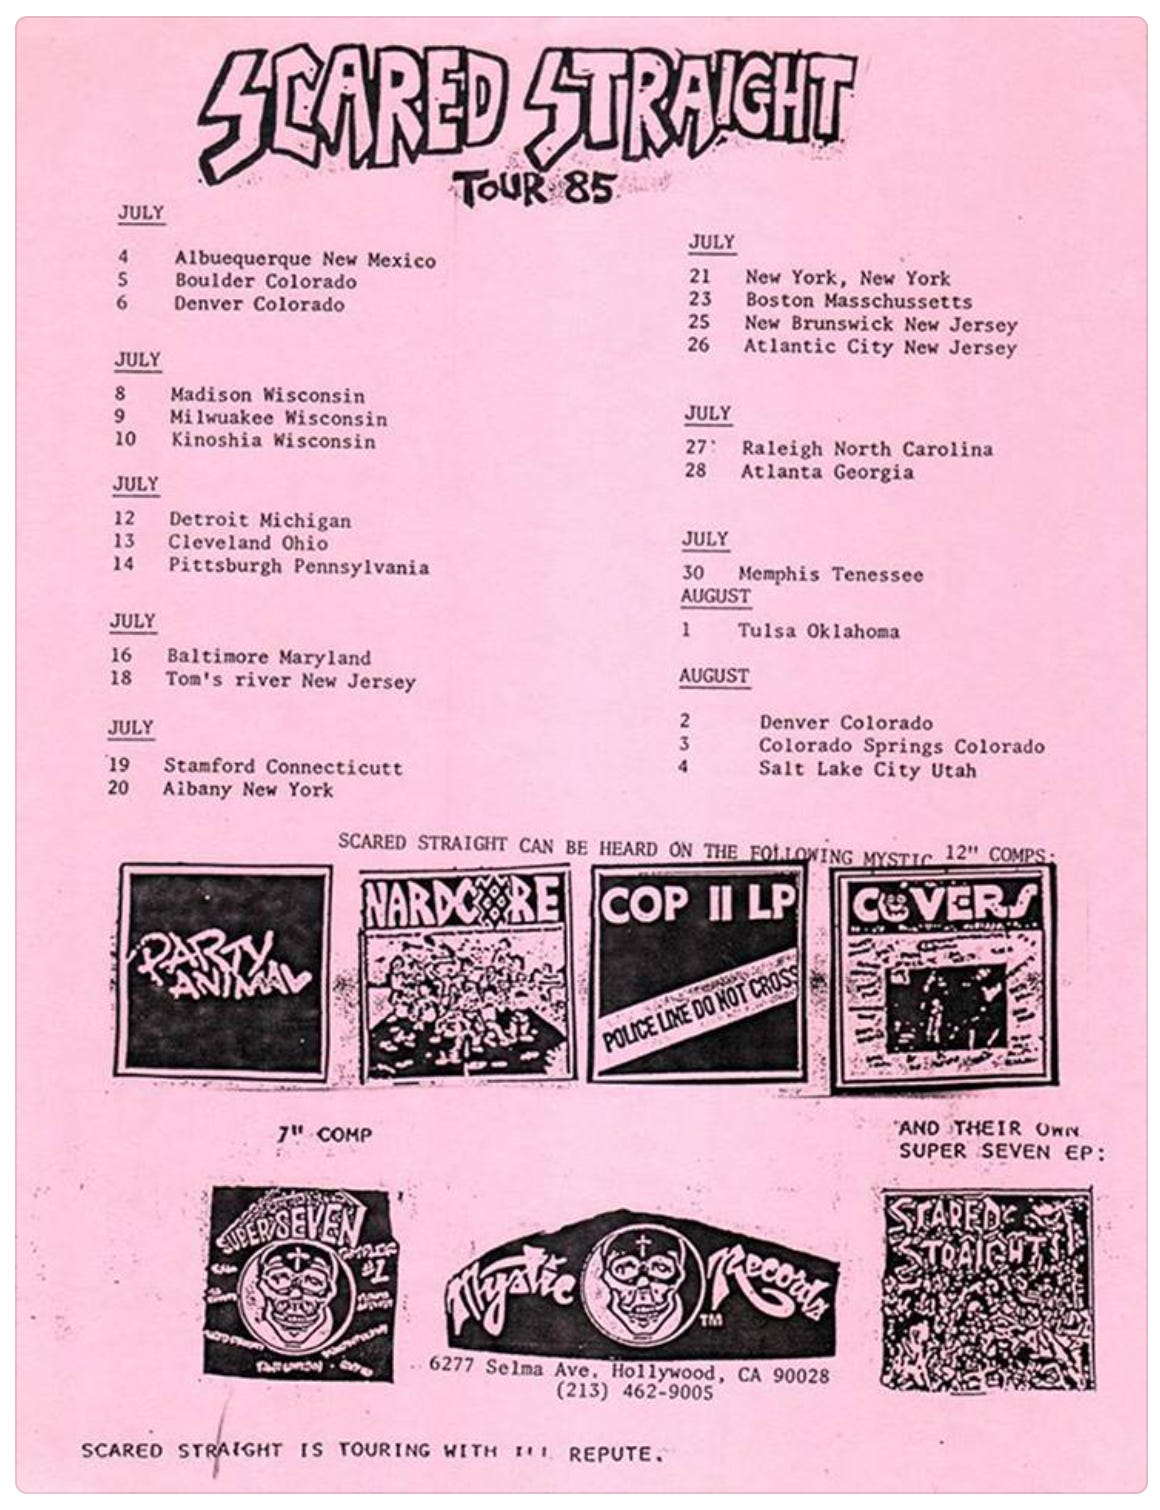 SCARED STRAIGHT
TOUR 85
JULY
4 Albuequerque New Mexico
5 Boulder Colorado
6 Denver Colorado
JULY
8 Madison Wisconsin
9 Milwuakee Wisconsin
10 Kinoshia Wisconsin
JULY
12 Detroit Michigan
13 Cleveland Ohio
14 Pittsburgh Pennsylvania
JULY
16 Baltimore Maryland
18 Tom's river New Jersey
JULY
19 Stamford Connecticutt
20 Albany New York
JULY
21 New York, New York
23 Boston Masschussetts
25 New Brunswick New Jersey
26 Atlantic City New Jersey
JULY
27 Raleigh North Carolina
28 Atlanta Georgia
JULY
30 Memphis Tenessee
AUGUST
1 Tulsa Oklahoma
AUGUST
2 Denver Colorado
3 Colorado Springs Colorado
4 Salt Lake City Utah
SCARED STRAIGHT CAN BE HEARD ON THE FOLLOWING MYSTIC 12" COMPS:
PARTY
ANIMAL
NARDCORE
COP II LP
POLICE LINE DO NOT CROSS
COVERS
7" COMP
AND THEIR OWN
SUPER SEVEN EP:
SUPER SEVEN
#1
Mystic Records
TM
SCARED
STRAIGHT
6277 Selma Ave. Hollywood, CA 90028
(213) 462-9005
SCARED STRAIGHT IS TOURING WITH ILL REPUTE.